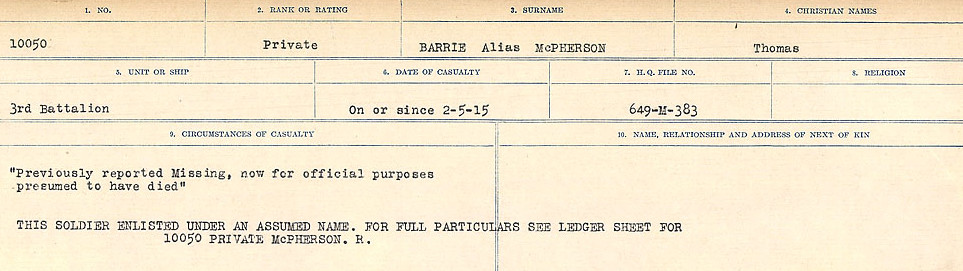 1. NO.
2. RANK OR RATING
3. SURNAME
4. CHRISTIAN NAMES
10050
Private
BARRIE Alias McPHERSON
Thomas
5. UNIT OR SHIP
6. DATE OF CASUALTY
7. H.Q. FILE NO.
8. RELIGION
3rd Battalion
On or since 2-5-15
649-M-383
9. CIRCUMSTANCES OF CASUALTY
10. NAME, RELATIONSHIP AND ADDRESS OF NEXT OF KIN
"Previously reported Missing, now for official purposes
presumed to have died"
THIS SOLDIER ENLISTED UNDER AN ASSUMED NAME. FOR FULL PARTICULARS SEE LEDGER SHEET FOR
10050 PRIVATE McPHERSON. R.